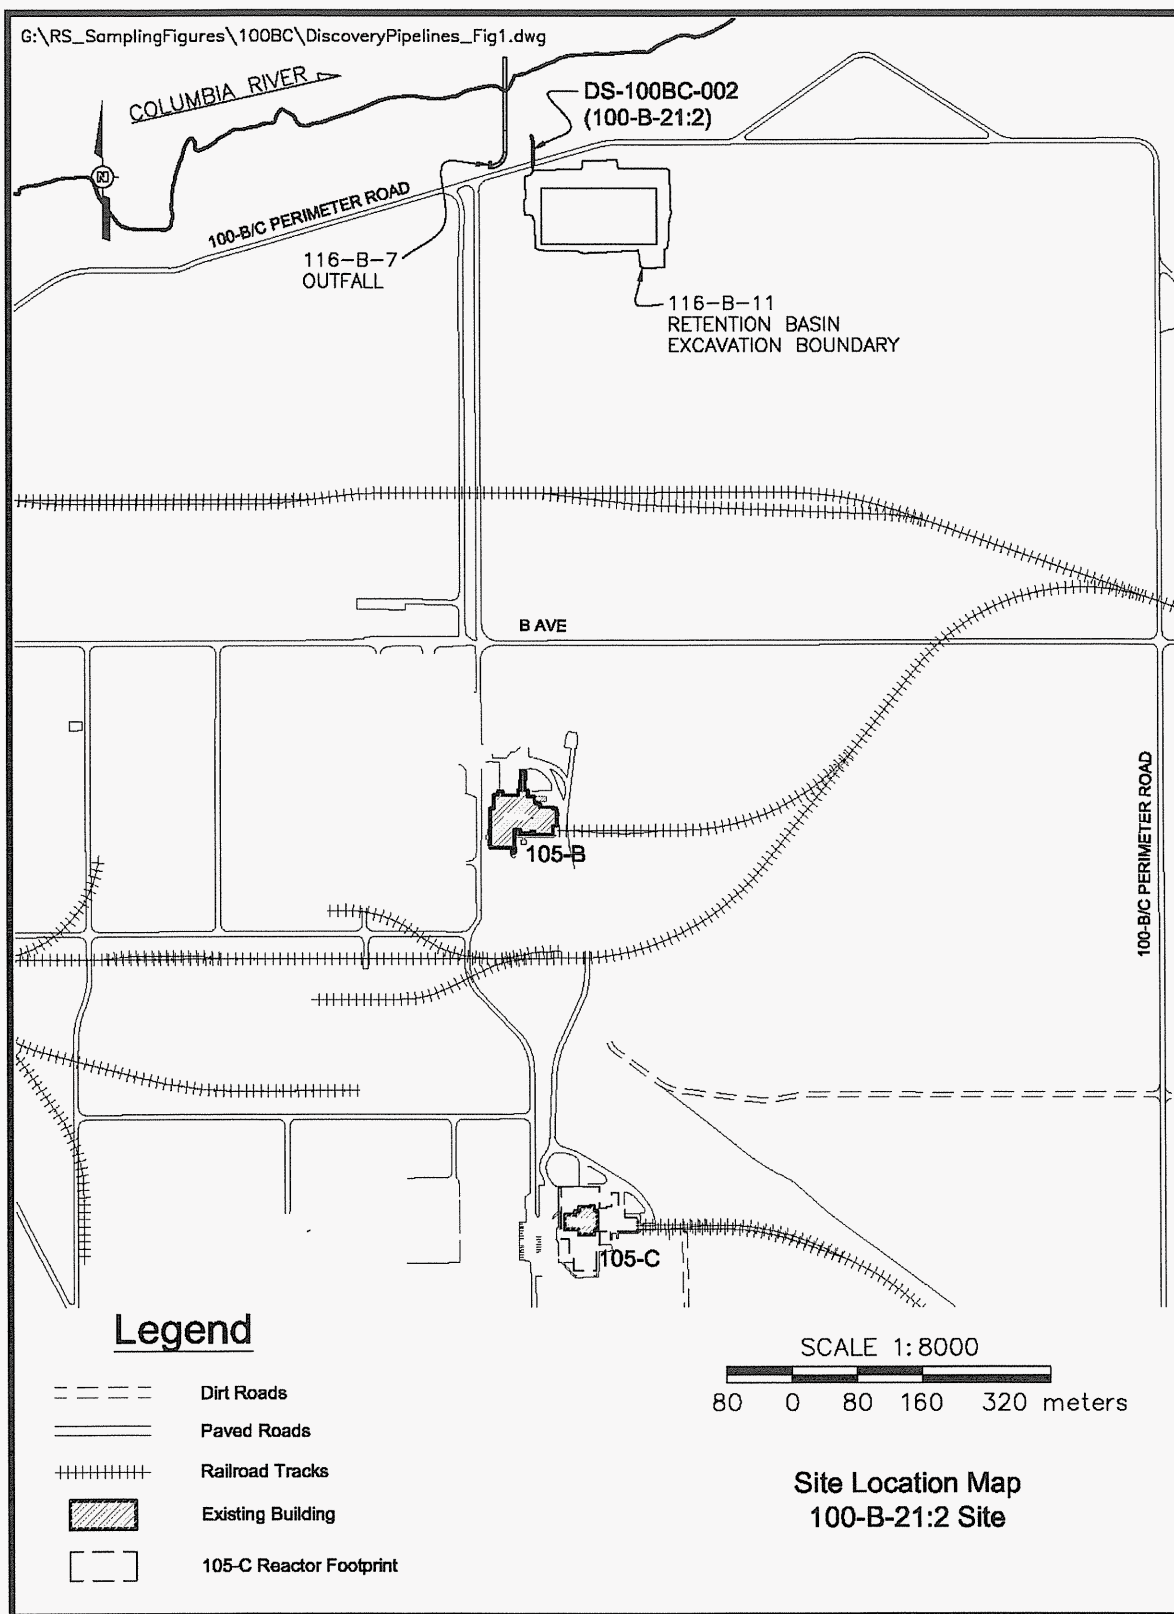 G:\RS_SamplingFigures\100BC\DiscoveryPipelines_Fig1.dwg
COLUMBIA RIVER
DS-100BC-002
(100-B-21:2)
N
100-B/C PERIMETER ROAD
116-B-7
OUTFALL
116-B-11
RETENTION BASIN
EXCAVATION BOUNDARY
B AVE
100-B/C PERIMETER ROAD
105-B
105-C
Legend
Dirt Roads
Paved Roads
Railroad Tracks
Existing Building
105-C Reactor Footprint
SCALE 1:8000
80 0 80 160 320 meters
Site Location Map
100-B-21:2 Site